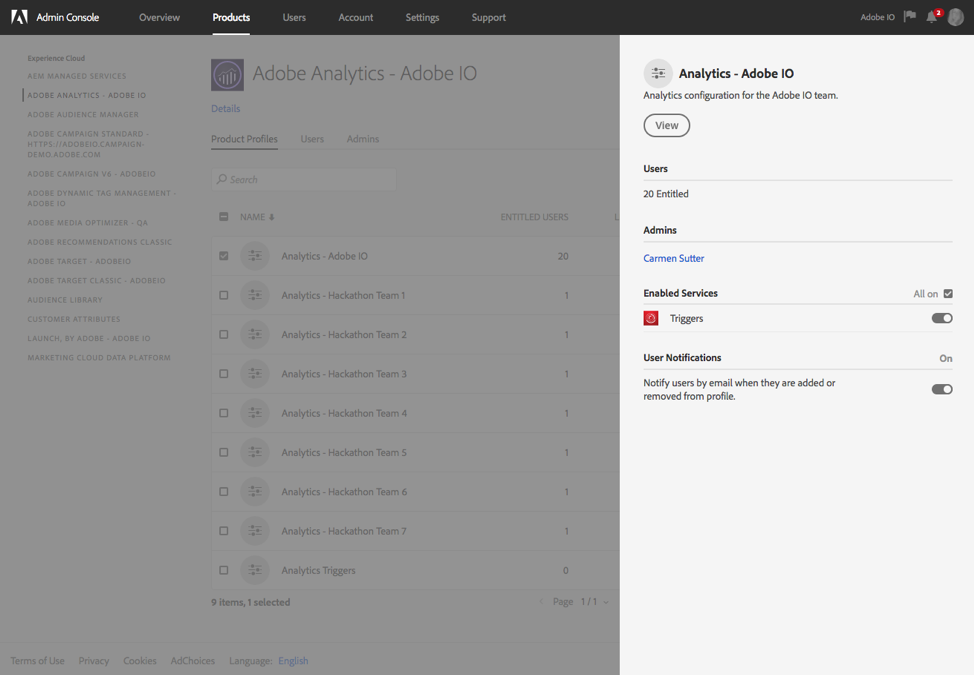 Admin Console
Overview
Products
Users
Account
Settings
Support
Adobe IO
2
Experience Cloud
AEM MANAGED SERVICES
ADOBE ANALYTICS - ADOBE IO
ADOBE AUDIENCE MANAGER
ADOBE CAMPAIGN STANDARD -
HTTPS://ADOBEIO.CAMPAIGN-
DEMO.ADOBE.COM
ADOBE CAMPAIGN V6 - ADOBEIO
ADOBE DYNAMIC TAG MANAGEMENT -
ADOBE IO
ADOBE MEDIA OPTIMIZER - QA
ADOBE RECOMMENDATIONS CLASSIC
ADOBE TARGET - ADOBEIO
ADOBE TARGET CLASSIC - ADOBEIO
AUDIENCE LIBRARY
CUSTOMER ATTRIBUTES
LAUNCH, BY ADOBE - ADOBE IO
MARKETING CLOUD DATA PLATFORM
Adobe Analytics - Adobe IO
Details
Product Profiles
Users
Admins
Search
NAME
ENTITLED USERS
L
Analytics - Adobe IO
20
Analytics - Hackathon Team 1
1
Analytics - Hackathon Team 2
1
Analytics - Hackathon Team 3
1
Analytics - Hackathon Team 4
1
Analytics - Hackathon Team 5
1
Analytics - Hackathon Team 6
1
Analytics - Hackathon Team 7
1
Analytics Triggers
0
9 items, 1 selected
Page 1 / 1
Analytics - Adobe IO
Analytics configuration for the Adobe IO team.
View
Users
20 Entitled
Admins
Carmen Sutter
Enabled Services
All on
Triggers
User Notifications
On
Notify users by email when they are added or
removed from profile.
Terms of Use
Privacy
Cookies
AdChoices
Language: English